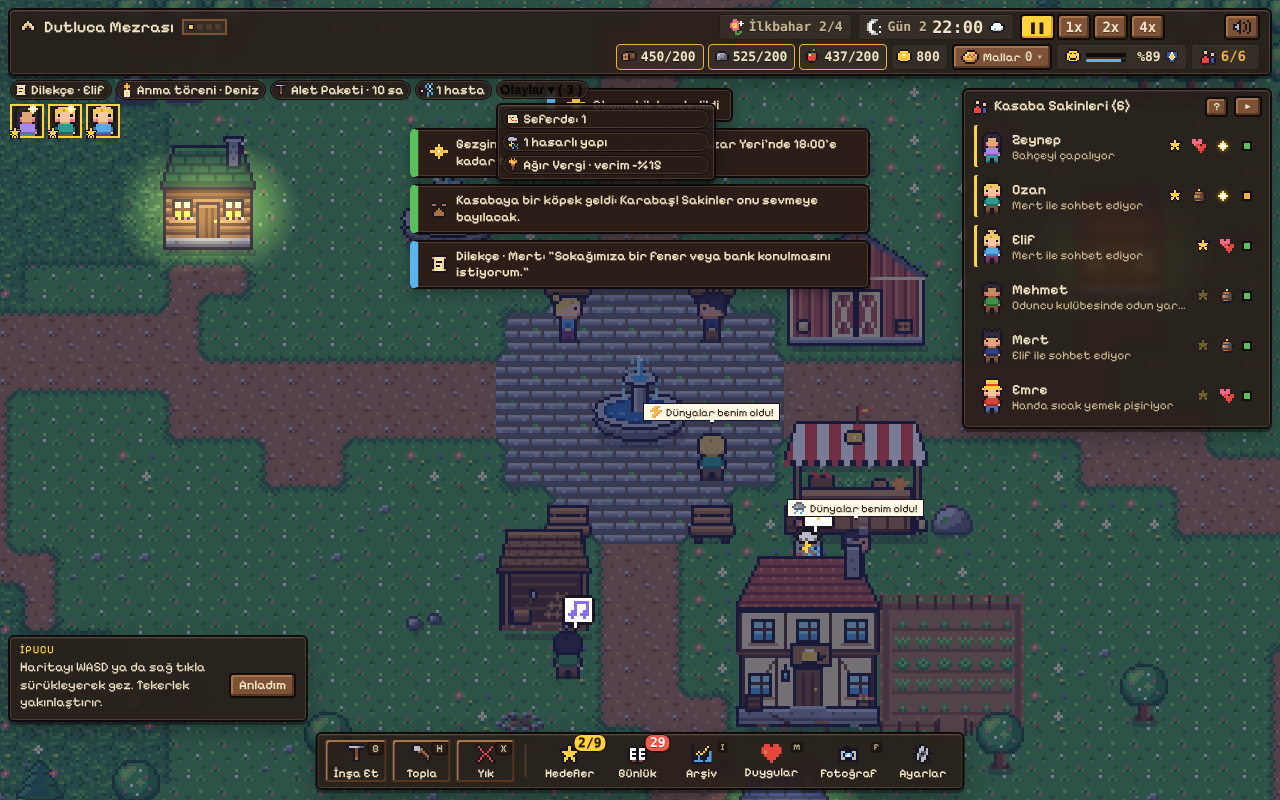 Dutluca Mezrası
İlkbahar 2/4
Gün 2 22:00
1x
2x
4x
450/200
525/200
437/200
800
Mallar 0
%89
6/6
Dilekçe · Elif
Anma töreni · Deniz
Alet Paketi · 10 sa
1 hasta
Olaylar ▾ ( 3 )
Seferde: 1
1 hasarlı yapı
Ağır Vergi · verim -%18
Gezgin
zar Yeri'nde 18:00'e
kadar
Kasabaya bir köpek geldi: Karabaş! Sakinler onu sevmeye
bayılacak.
Dilekçe · Mert: "Sokağımıza bir fener veya bank konulmasını
istiyorum."
Kasaba Sakinleri (6)
?
Zeynep
Bahçeyi çapalıyor
Ozan
Mert ile sohbet ediyor
Elif
Mert ile sohbet ediyor
Mehmet
Oduncu kulübesinde odun yar...
Mert
Elif ile sohbet ediyor
Emre
Handa sıcak yemek pişiriyor
Dünyalar benim oldu!
Dünyalar benim oldu!
İPUCU
Haritayı WASD ya da sağ tıkla
sürükleyerek gez. Tekerlek
yakınlaştırır.
Anladım
B
İnşa Et
H
Topla
X
Yık
2/9
Hedefler
29
Günlük
I
Arşiv
M
Duygular
F
Fotoğraf
Ayarlar